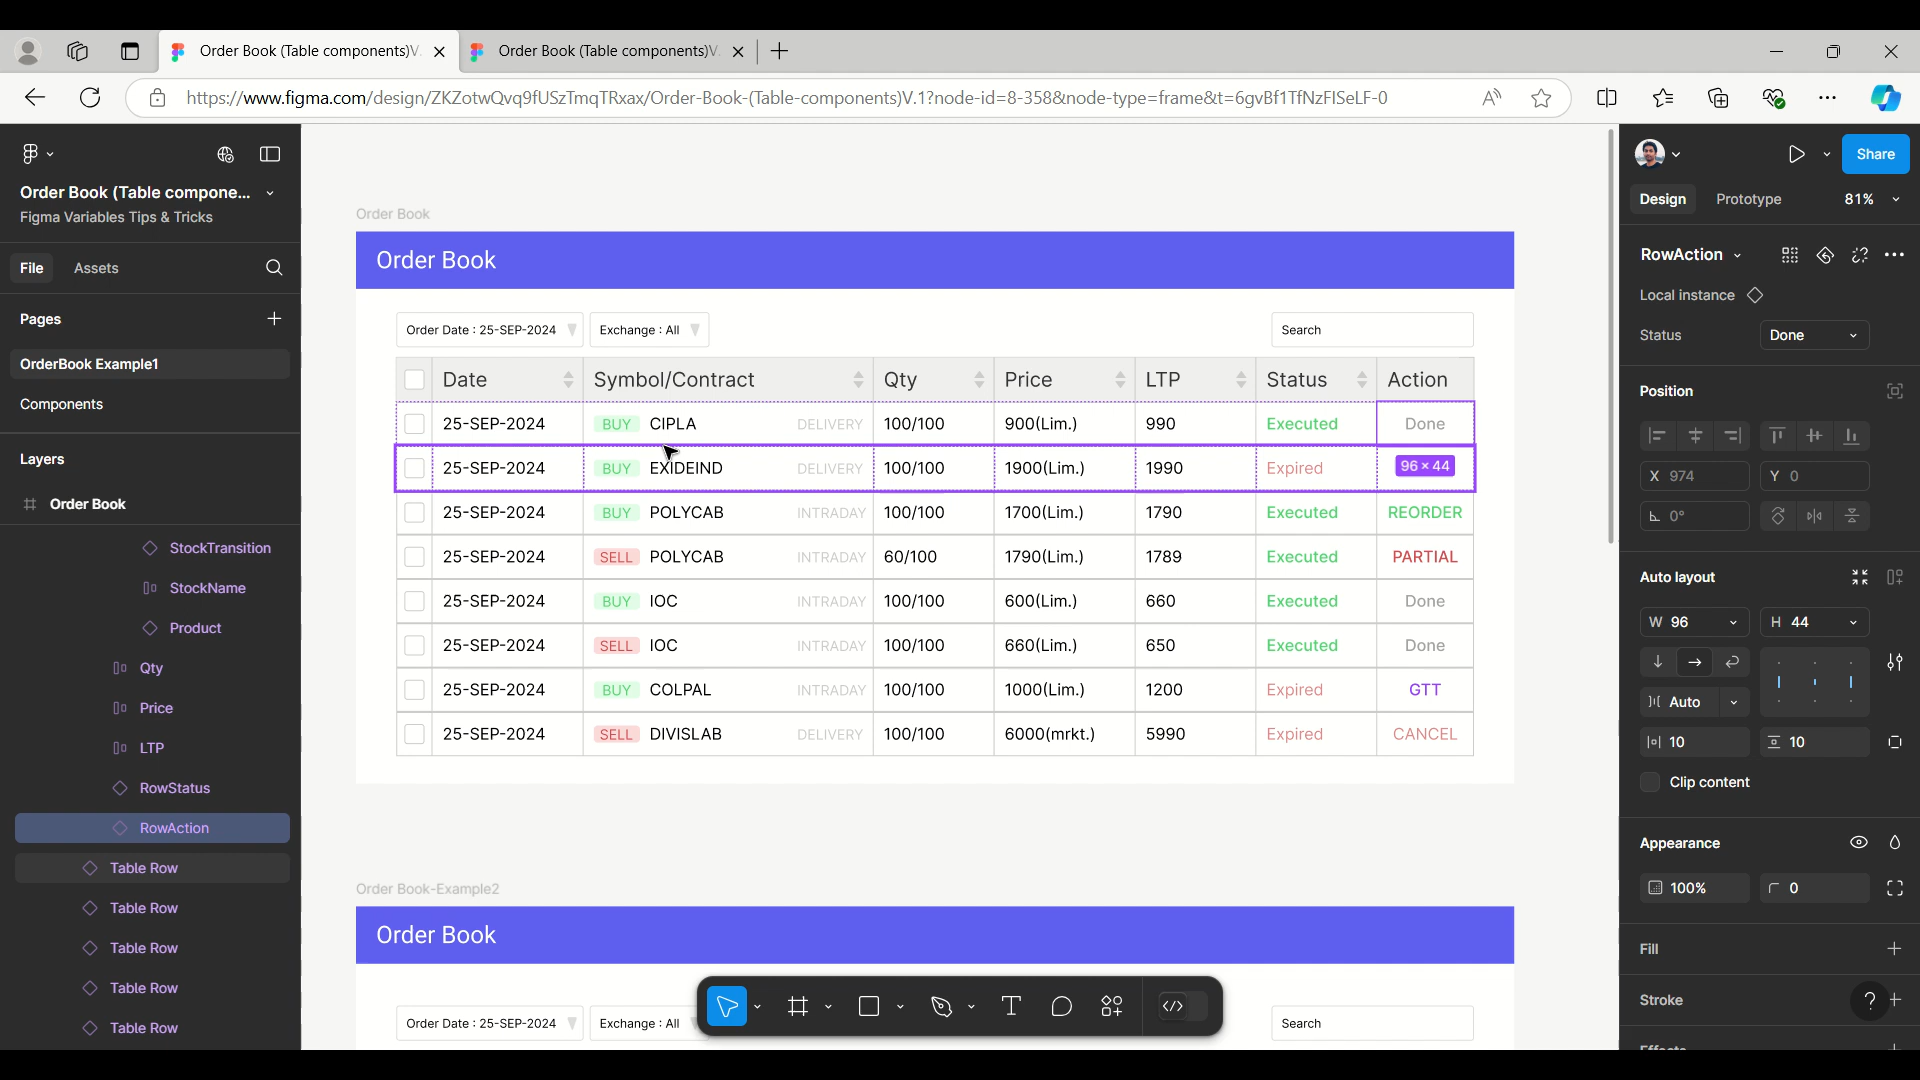 Order Book (Table components)V.
Order Book (Table components)V.
https://www.figma.com/design/ZKZotwQvq9fUSzTmqTRxax/Order-Book-(Table-components)V.1?node-id=8-358&node-type=frame&t=6gvBf1TfNzFISeLF-0
Order Book (Table compone...
Figma Variables Tips & Tricks
File Assets
Pages
OrderBook Example1
Components
Layers
Order Book
StockTransition
StockName
Product
Qty
Price
LTP
RowStatus
RowAction
Table Row
Table Row
Table Row
Table Row
Table Row
Order Book
Order Book
Order Date : 25-SEP-2024 Exchange : All Search
Date Symbol/Contract Qty Price LTP Status Action
25-SEP-2024 BUY CIPLA DELIVERY 100/100 900(Lim.) 990 Executed Done
25-SEP-2024 BUY EXIDEIND DELIVERY 100/100 1900(Lim.) 1990 Expired 96 × 44
25-SEP-2024 BUY POLYCAB INTRADAY 100/100 1700(Lim.) 1790 Executed REORDER
25-SEP-2024 SELL POLYCAB INTRADAY 60/100 1790(Lim.) 1789 Executed PARTIAL
25-SEP-2024 BUY IOC INTRADAY 100/100 600(Lim.) 660 Executed Done
25-SEP-2024 SELL IOC INTRADAY 100/100 660(Lim.) 650 Executed Done
25-SEP-2024 BUY COLPAL INTRADAY 100/100 1000(Lim.) 1200 Expired GTT
25-SEP-2024 SELL DIVISLAB DELIVERY 100/100 6000(mrkt.) 5990 Expired CANCEL
Order Book-Example2
Order Book
Order Date : 25-SEP-2024 Exchange : All Search
Share
Design Prototype 81%
RowAction
Local instance
Status Done
Position
X 974 Y 0
0°
Auto layout
W 96 H 44
Auto
10 10
Clip content
Appearance
100% 0
Fill
Stroke ?